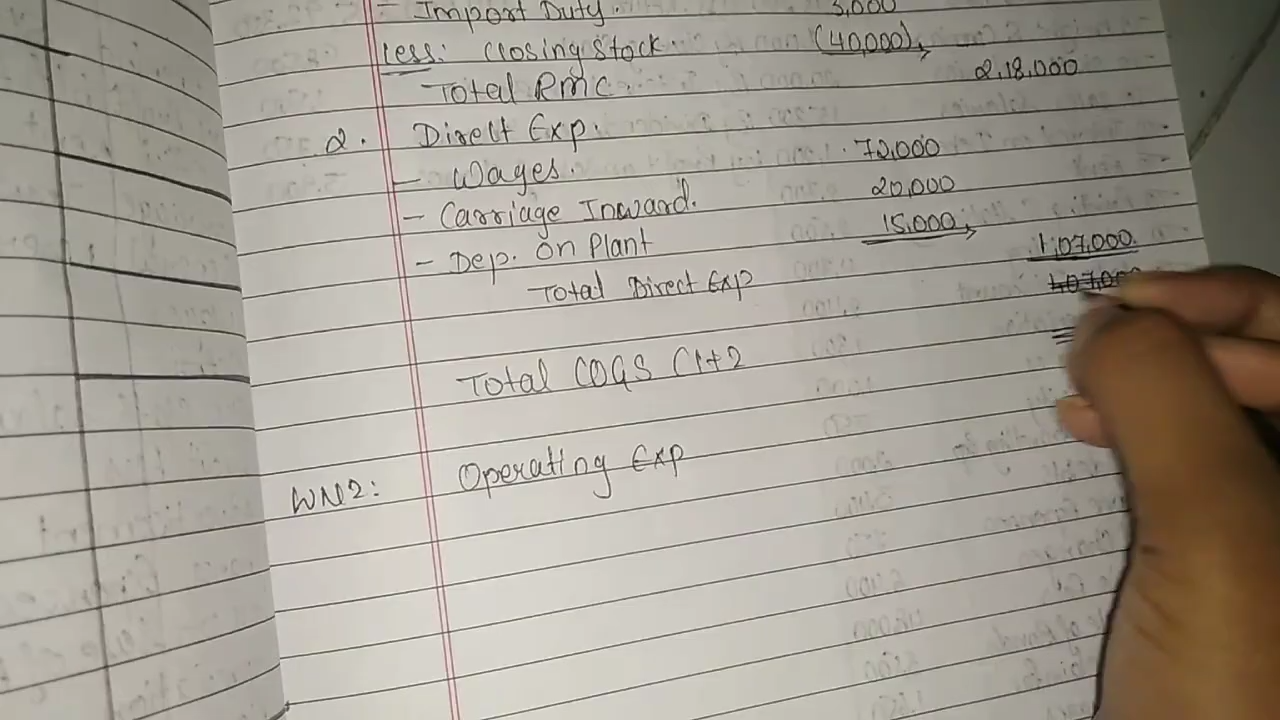 - Import Duty. 3,000
Less: Closing Stock. (40,000)
Total RMC. 2,18,000
2. Direct Exp.
- Wages. 72,000
- Carriage Inward. 20,000
- Dep. on Plant 15,000
Total Direct Exp 1,07,000
Total COGS (1+2
WN2: Operating Exp